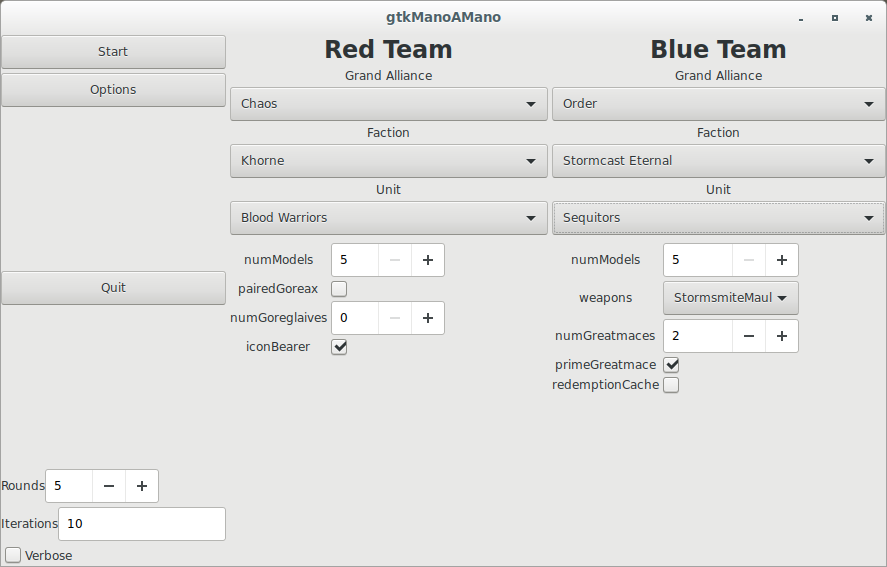 gtkManoAMano
Start
Options
Quit
Rounds 5
Iterations 10
Verbose
Red Team
Grand Alliance
Chaos
Faction
Khorne
Unit
Blood Warriors
numModels 5
pairedGoreax
numGoreglaives 0
iconBearer
Blue Team
Grand Alliance
Order
Faction
Stormcast Eternal
Unit
Sequitors
numModels 5
weapons StormsmiteMaul
numGreatmaces 2
primeGreatmace
redemptionCache